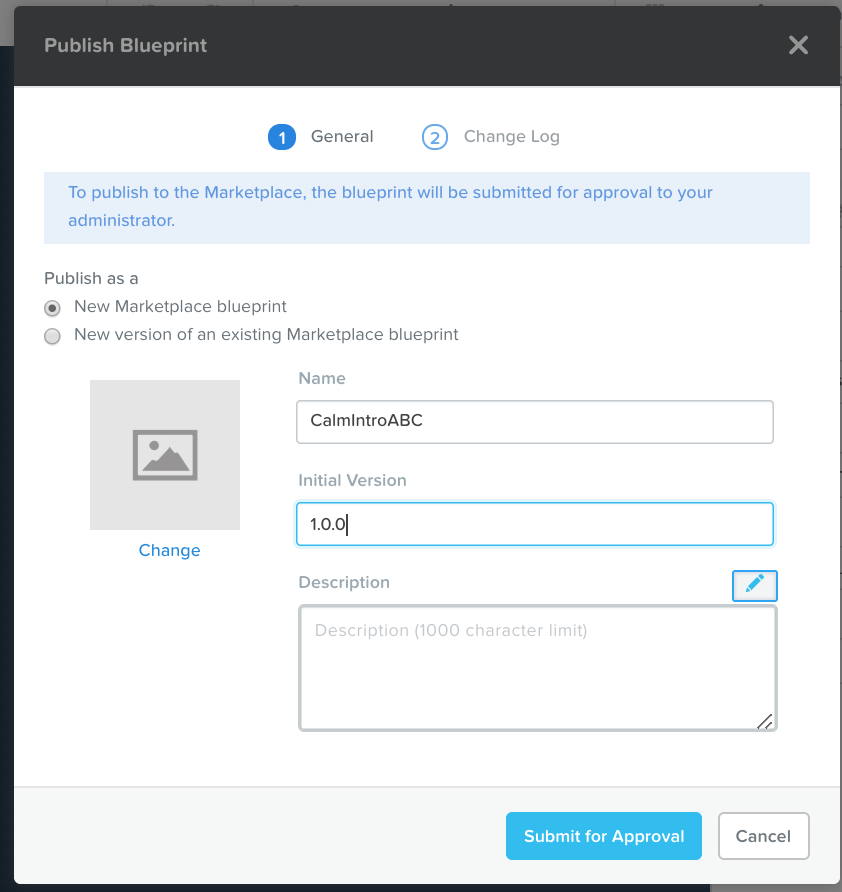 Publish Blueprint
1 General 2 Change Log
To publish to the Marketplace, the blueprint will be submitted for approval to your
administrator.
Publish as a
New Marketplace blueprint
New version of an existing Marketplace blueprint
Name
CalmIntroABC
Initial Version
1.0.0
Change
Description
Description (1000 character limit)
Submit for Approval Cancel